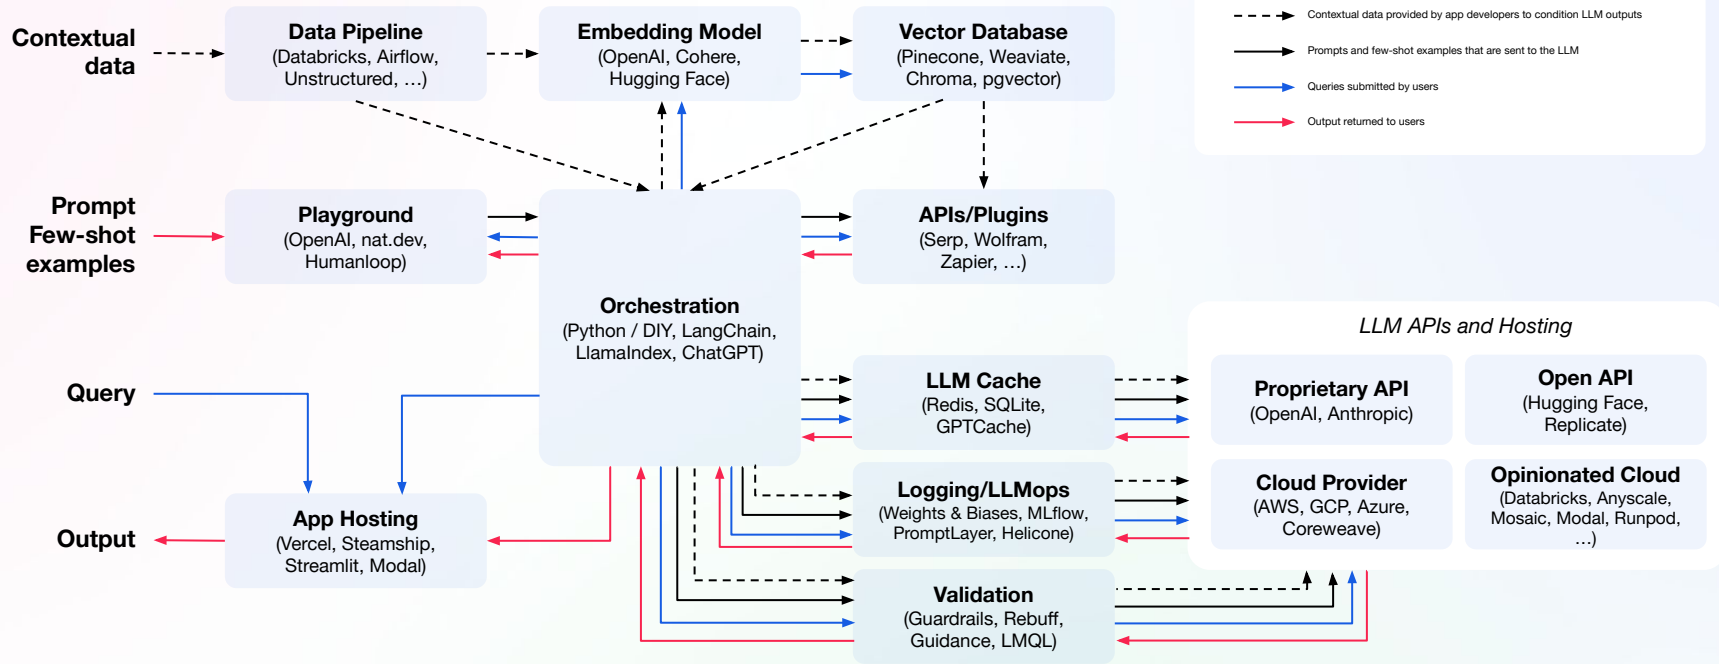 Contextual
data
Data Pipeline
(Databricks, Airflow,
Unstructured, ...)
Embedding Model
(OpenAI, Cohere,
Hugging Face)
Vector Database
(Pinecone, Weaviate,
Chroma, pgvector)
Contextual data provided by app developers to condition LLM outputs
Prompts and few-shot examples that are sent to the LLM
Queries submitted by users
Output returned to users
Prompt
Few-shot
examples
Playground
(OpenAI, nat.dev,
Humanloop)
Orchestration
(Python / DIY, LangChain,
LlamaIndex, ChatGPT)
APIs/Plugins
(Serp, Wolfram,
Zapier, ...)
LLM APIs and Hosting
Query
LLM Cache
(Redis, SQLite,
GPTCache)
Proprietary API
(OpenAI, Anthropic)
Open API
(Hugging Face,
Replicate)
Output
App Hosting
(Vercel, Steamship,
Streamlit, Modal)
Logging/LLMops
(Weights & Biases, MLflow,
PromptLayer, Helicone)
Cloud Provider
(AWS, GCP, Azure,
Coreweave)
Opinionated Cloud
(Databricks, Anyscale,
Mosaic, Modal, Runpod,
...)
Validation
(Guardrails, Rebuff,
Guidance, LMQL)